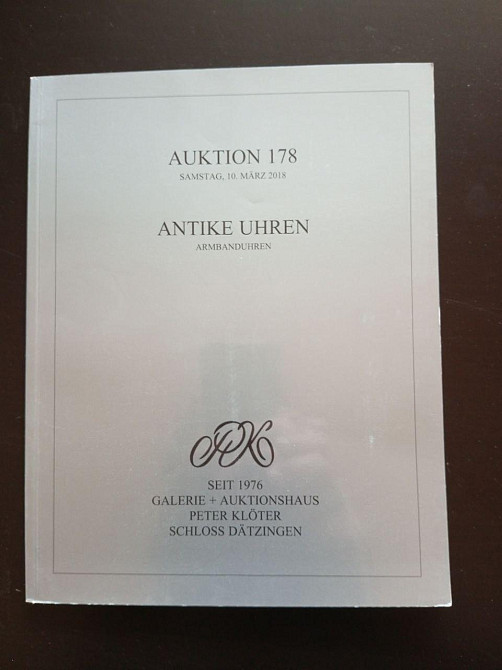 AUKTION 178
SAMSTAG, 10. MÄRZ 2018
ANTIKE UHREN
ARMBANDUHREN
PK
SEIT 1976
GALERIE + AUKTIONSHAUS
PETER KLÖTER
SCHLOSS DÄTZINGEN